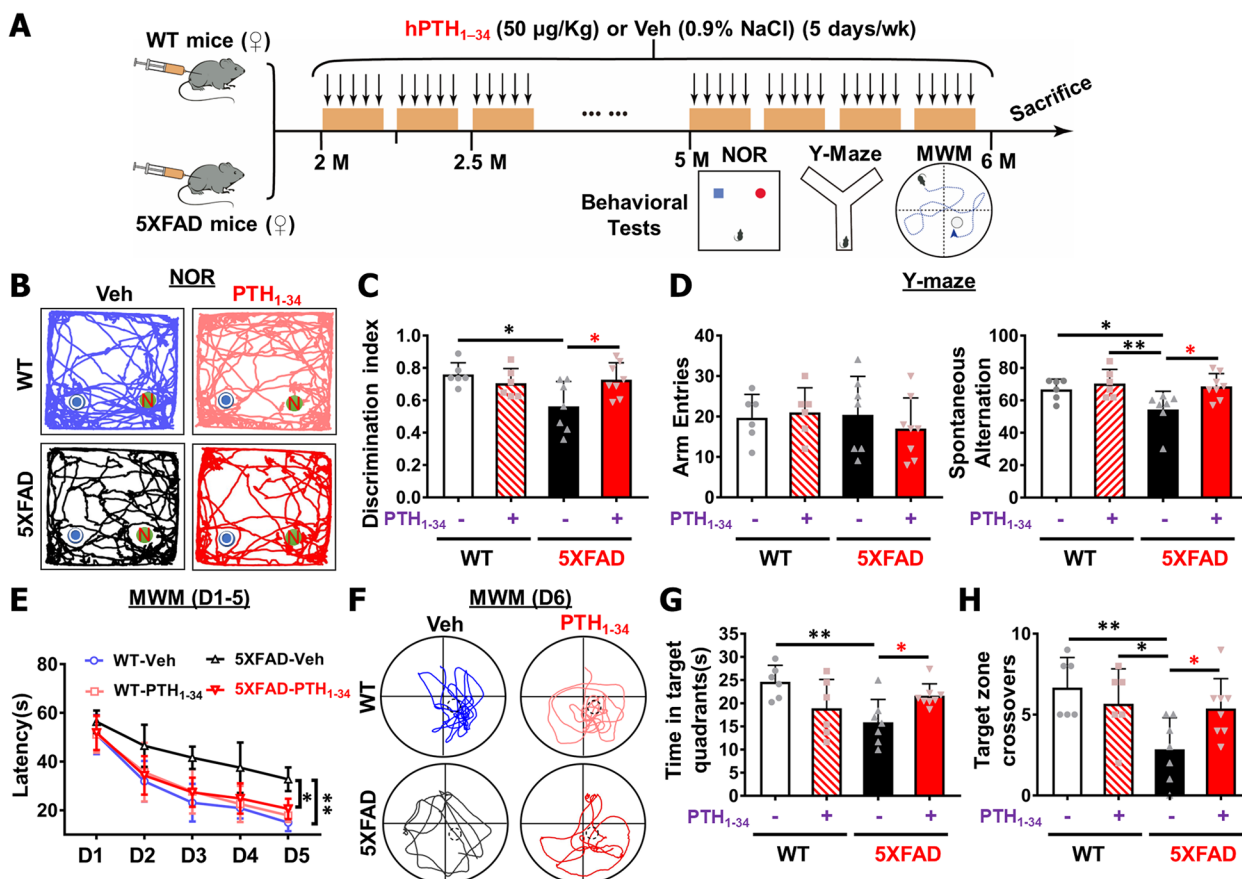 A
hPTH1–34 (50 µg/Kg) or Veh (0.9% NaCl) (5 days/wk)
WT mice (♀)
5XFAD mice (♀)
... ...
Sacrifice
2 M
2.5 M
5 M
6 M
NOR
Y-Maze
MWM
Behavioral
Tests
B
NOR
Veh
PTH1-34
WT
N
N
5XFAD
N
N
C
Discrimination index
1.0
0.8
0.6
0.4
0.2
0.0
*
*
PTH1-34
- + - +
WT
5XFAD
D
Y-maze
Arm Entries
40
30
20
10
0
PTH1-34
- + - +
WT
5XFAD
Spontaneous
Alternation
100
80
60
40
20
0
*
**
*
PTH1-34
- + - +
WT
5XFAD
E
MWM (D1-5)
WT-Veh
5XFAD-Veh
WT-PTH1-34
5XFAD-PTH1-34
Latency(s)
80
60
40
20
D1 D2 D3 D4 D5
*
**
F
MWM (D6)
Veh
PTH1-34
WT
5XFAD
G
Time in target
quadrants(s)
35
30
25
20
15
10
5
0
**
*
PTH1-34
- + - +
WT
5XFAD
H
Target zone
crossovers
10
5
0
**
*
*
PTH1-34
- + - +
WT
5XFAD